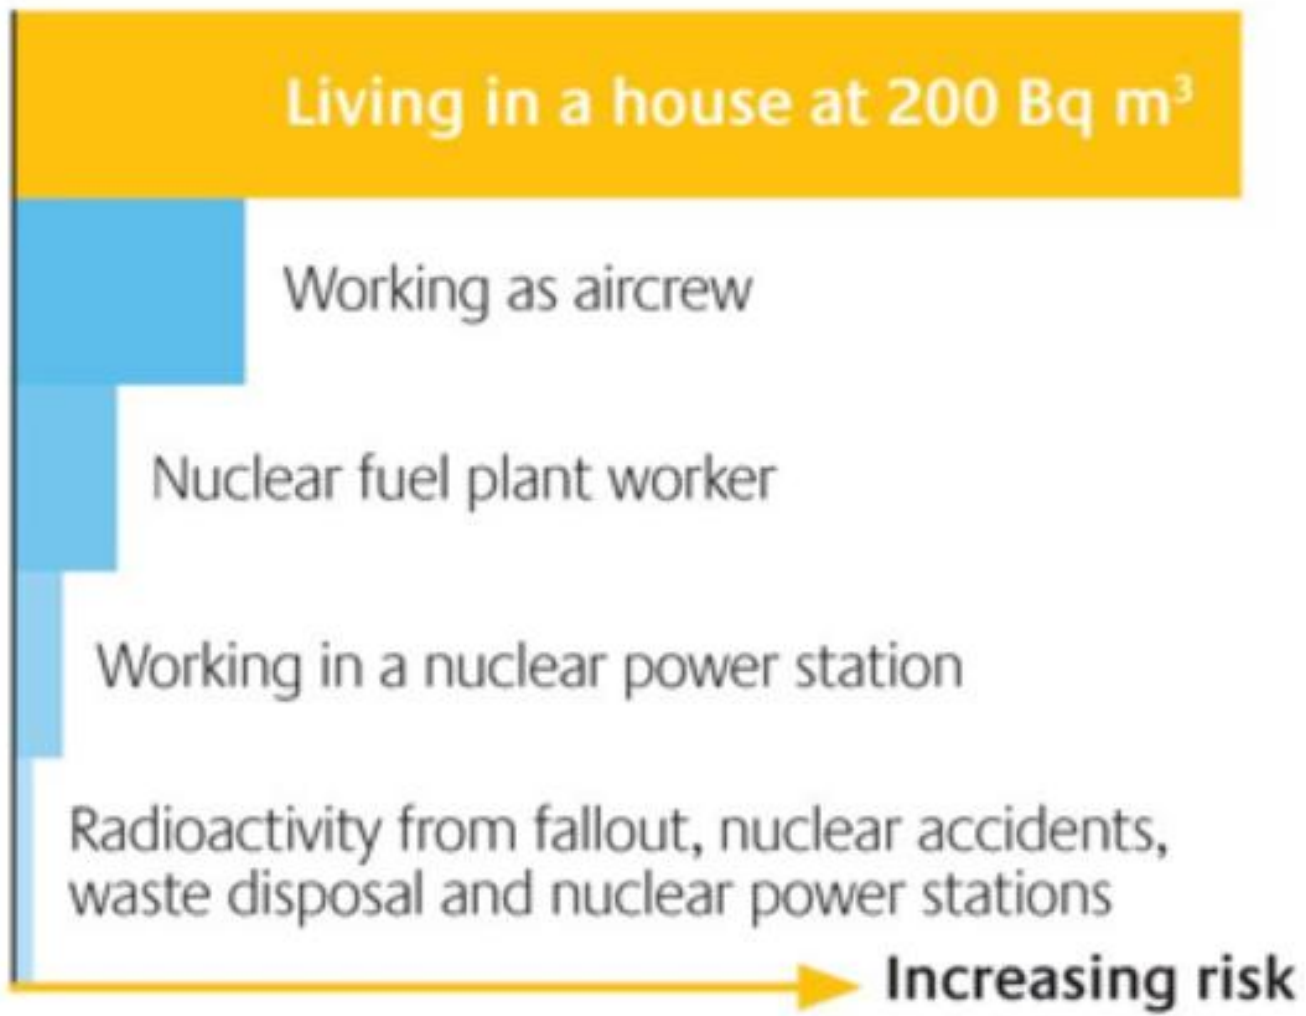 Living in a house at 200 Bq m³
Working as aircrew
Nuclear fuel plant worker
Working in a nuclear power station
Radioactivity from fallout, nuclear accidents,
waste disposal and nuclear power stations
Increasing risk